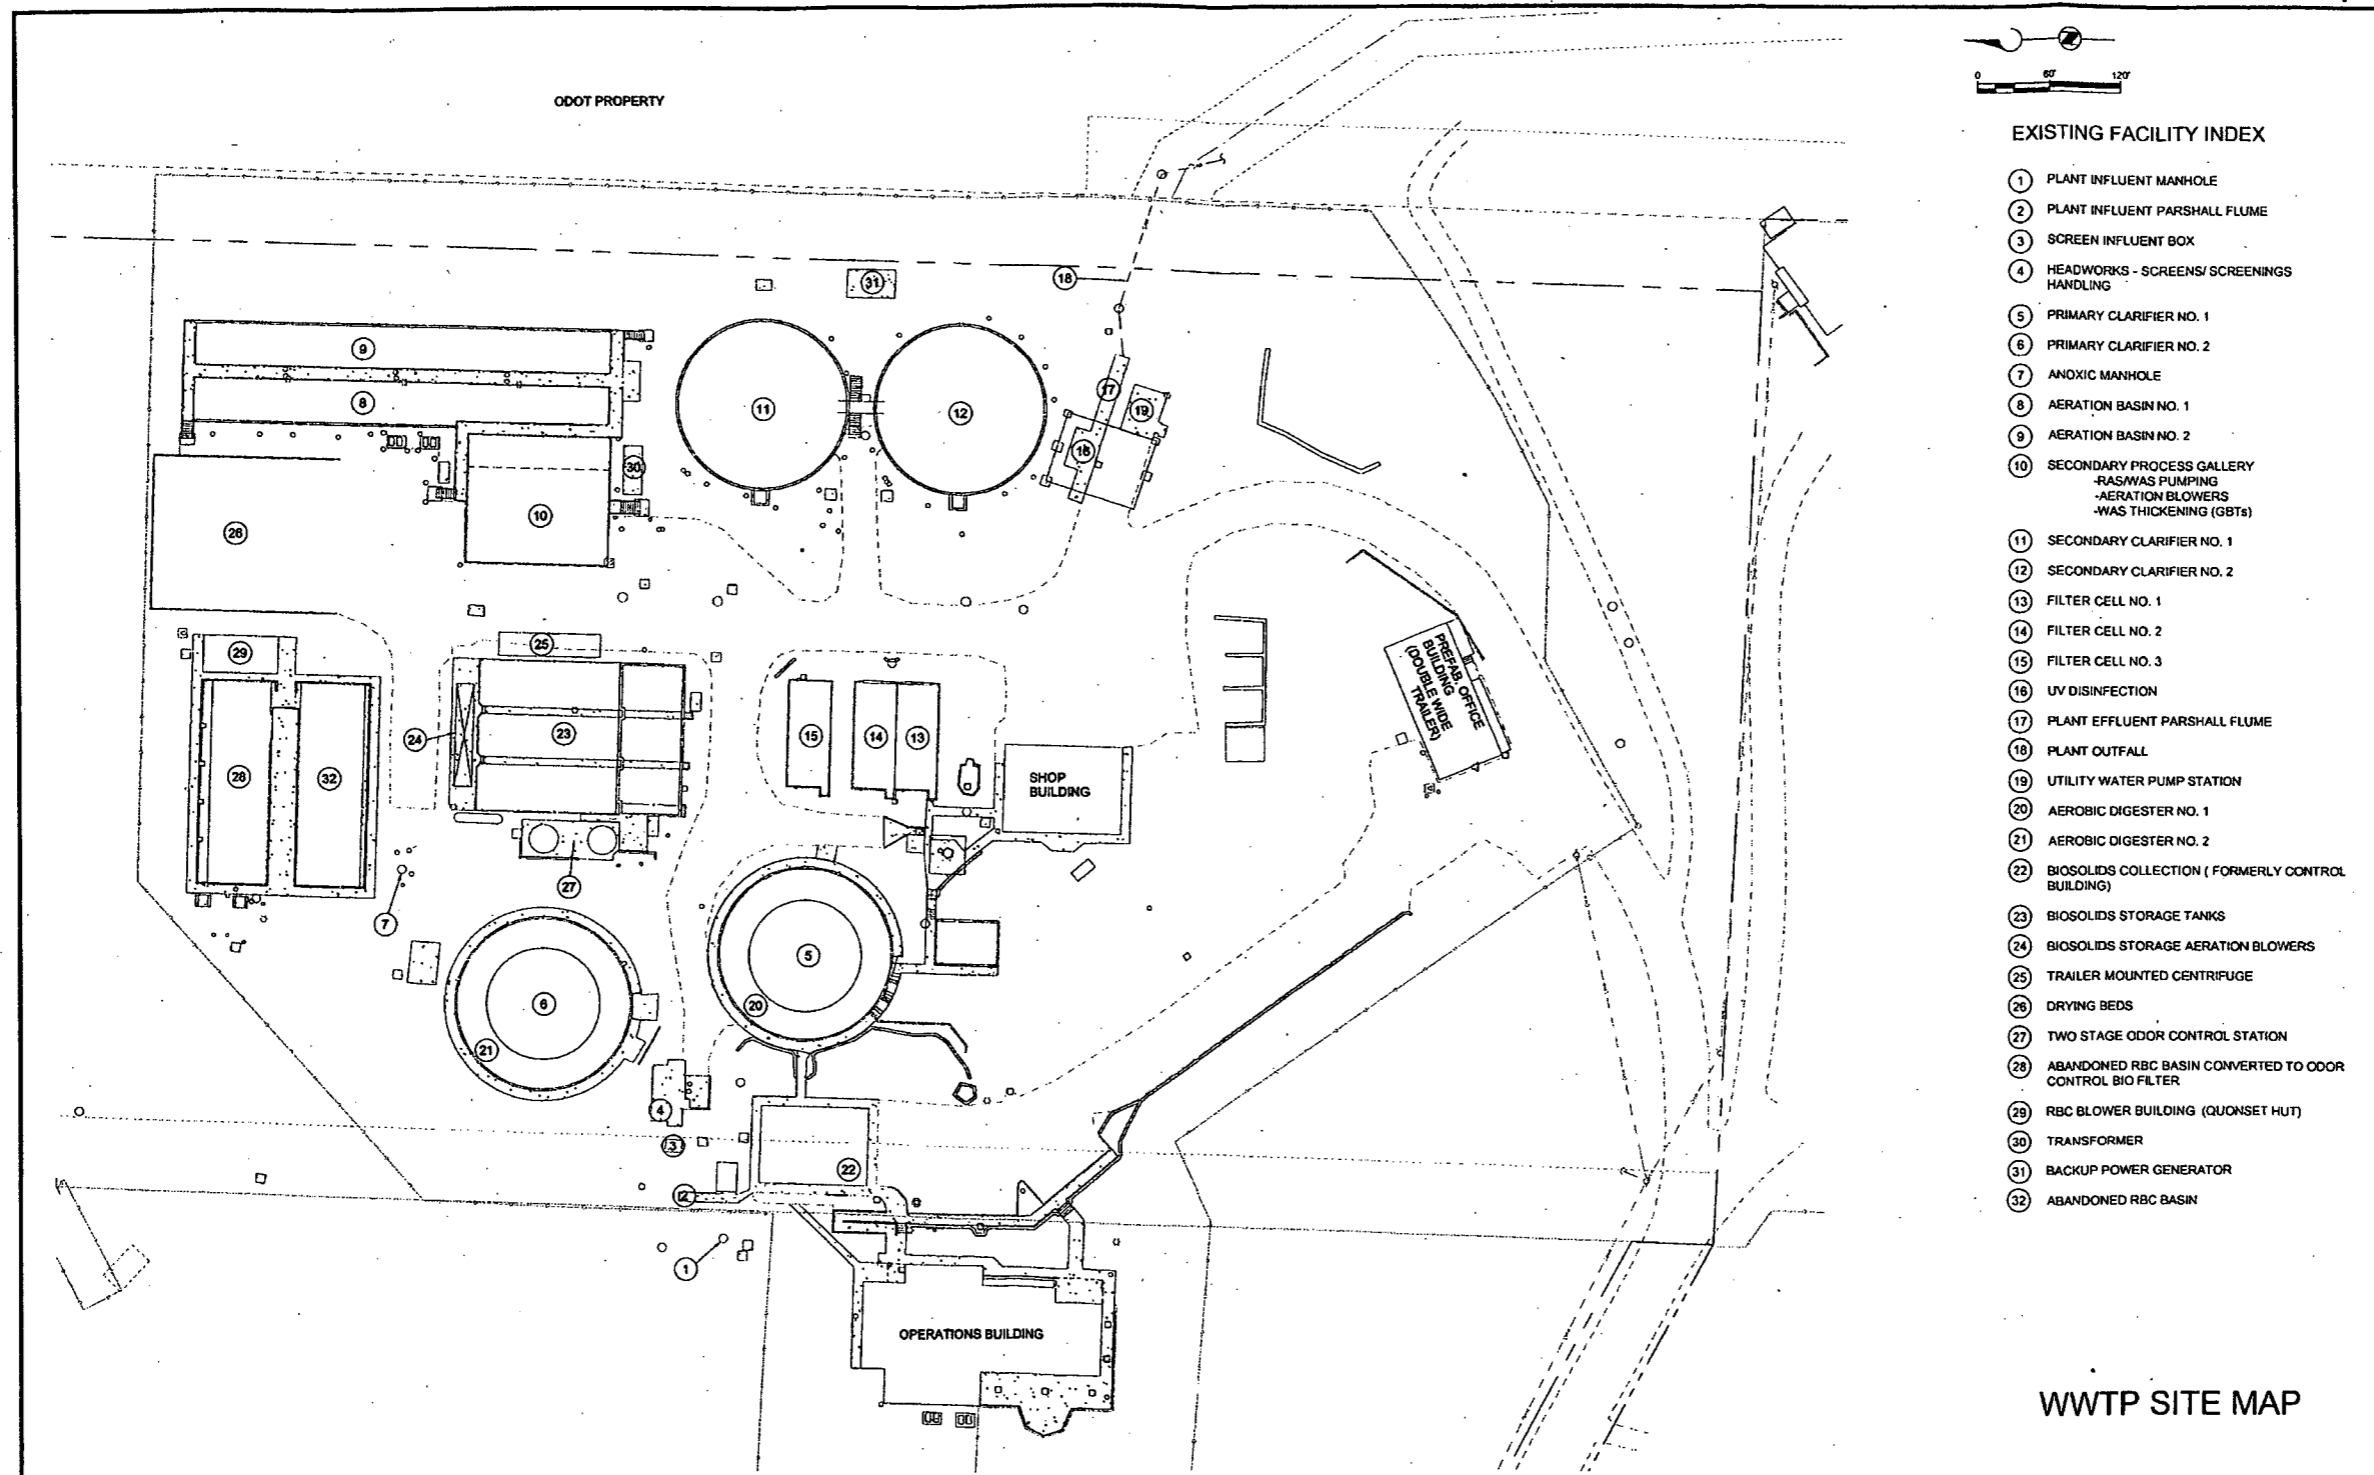 ODOT PROPERTY
Z
0 60' 120'
EXISTING FACILITY INDEX
1 PLANT INFLUENT MANHOLE
2 PLANT INFLUENT PARSHALL FLUME
3 SCREEN INFLUENT BOX
4 HEADWORKS - SCREENS/ SCREENINGS
HANDLING
5 PRIMARY CLARIFIER NO. 1
6 PRIMARY CLARIFIER NO. 2
7 ANOXIC MANHOLE
8 AERATION BASIN NO. 1
9 AERATION BASIN NO. 2
10 SECONDARY PROCESS GALLERY
-RAS/WAS PUMPING
-AERATION BLOWERS
-WAS THICKENING (GBTs)
11 SECONDARY CLARIFIER NO. 1
12 SECONDARY CLARIFIER NO. 2
13 FILTER CELL NO. 1
14 FILTER CELL NO. 2
15 FILTER CELL NO. 3
16 UV DISINFECTION
17 PLANT EFFLUENT PARSHALL FLUME
18 PLANT OUTFALL
19 UTILITY WATER PUMP STATION
20 AEROBIC DIGESTER NO. 1
21 AEROBIC DIGESTER NO. 2
22 BIOSOLIDS COLLECTION ( FORMERLY CONTROL
BUILDING)
23 BIOSOLIDS STORAGE TANKS
24 BIOSOLIDS STORAGE AERATION BLOWERS
25 TRAILER MOUNTED CENTRIFUGE
26 DRYING BEDS
27 TWO STAGE ODOR CONTROL STATION
28 ABANDONED RBC BASIN CONVERTED TO ODOR
CONTROL BIO FILTER
29 RBC BLOWER BUILDING (QUONSET HUT)
30 TRANSFORMER
31 BACKUP POWER GENERATOR
32 ABANDONED RBC BASIN
31
18
9
8
11
12
17
19
16
30
10
26
29
25
24
23
28
32
15
14
13
SHOP
BUILDING
PREFAB. OFFICE
BUILDING
(DOUBLE WIDE
TRAILER)
27
7
5
20
6
21
4
3
22
2
1
OPERATIONS BUILDING
WWTP SITE MAP